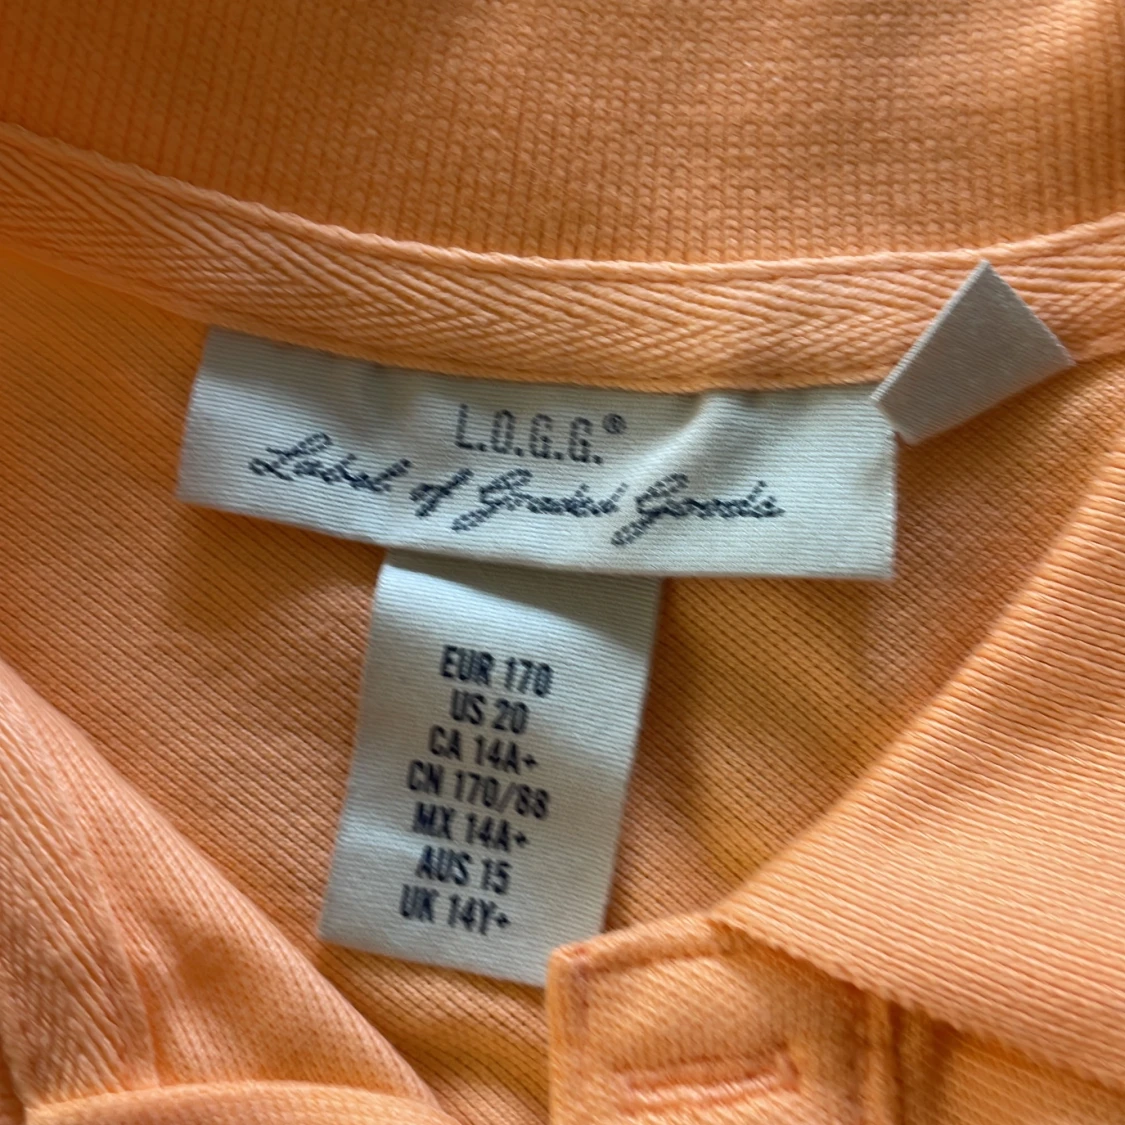 L.O.G.G.®
Label of Graded Goods
EUR 170
US 20
CA 14A+
CN 170/88
MX 14A+
AUS 15
UK 14Y+